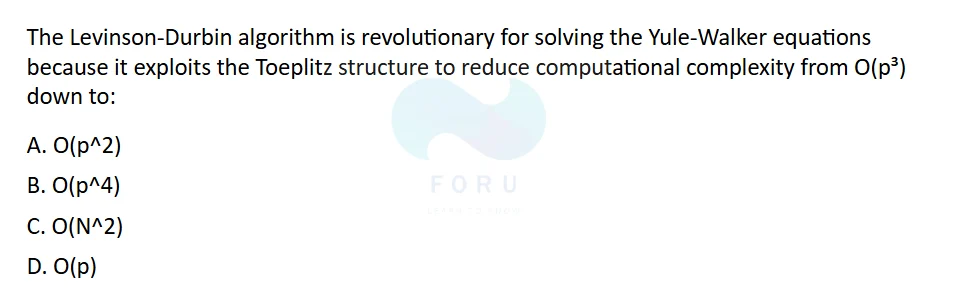 The Levinson-Durbin algorithm is revolutionary for solving the Yule-Walker equations
because it exploits the Toeplitz structure to reduce computational complexity from O(p³)
down to:
A. O(p^2)
B. O(p^4)
FORU
C. O(N^2)
D. O(p)